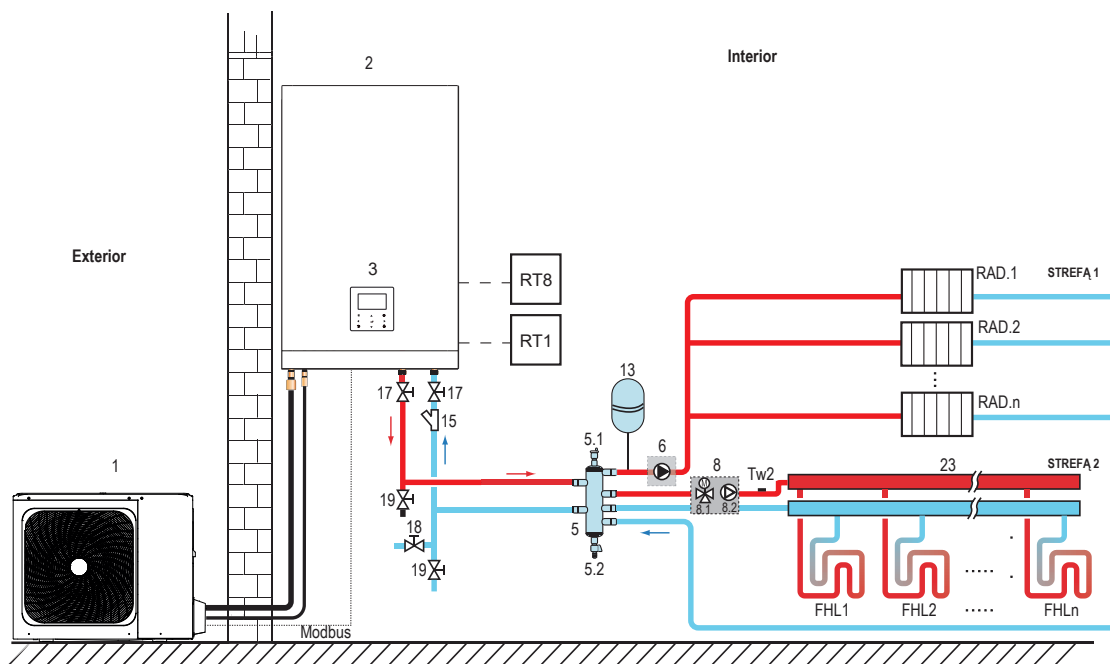 2
Interior
Exterior
3
RT8
RT1
RAD.1
STREFĄ 1
RAD.2
RAD.n
17
17
15
13
5.1
6
8
Tw2
23
STREFĄ 2
1
19
18
19
M
8.1
8.2
5
5.2
FHL1
FHL2
FHLn
Modbus